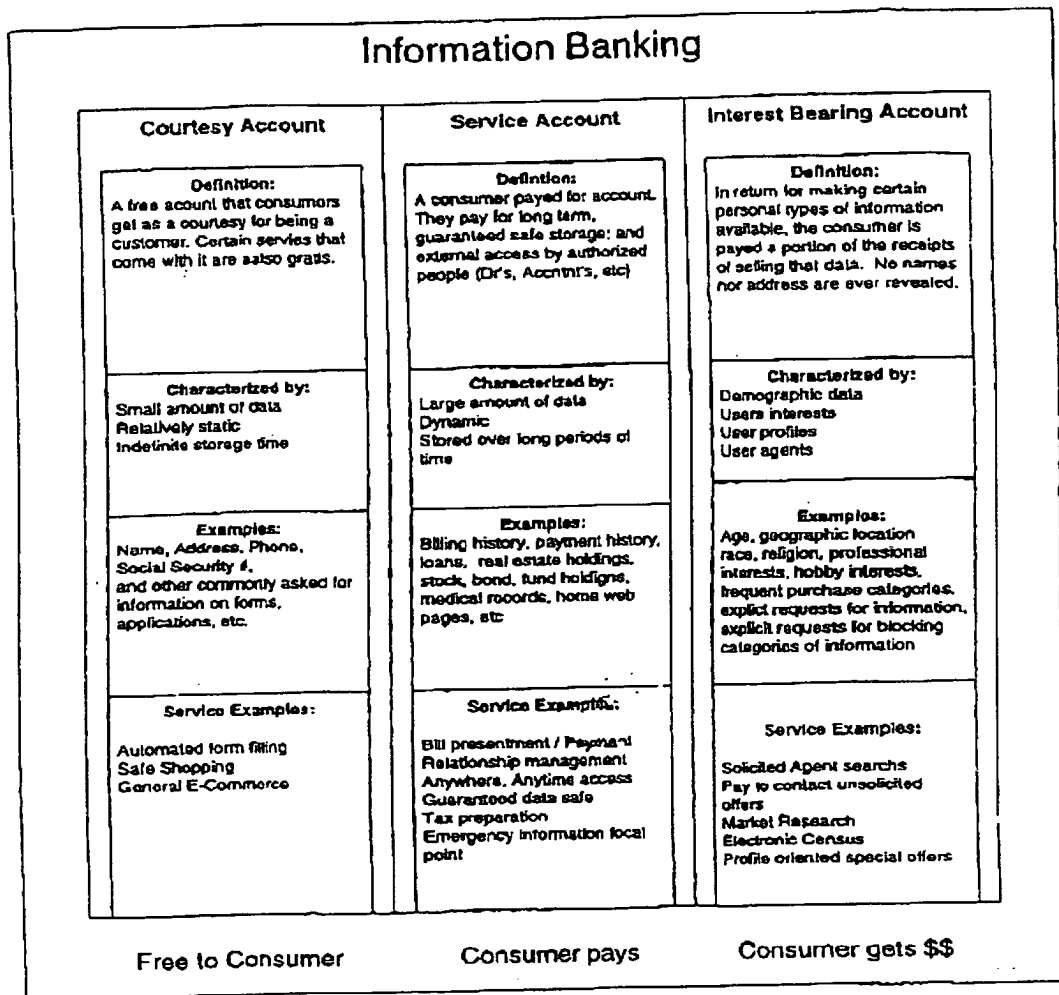 Information Banking
Courtesy Account
Definition:
A free acount that consumers
get as a courtesy for being a
customer. Certain servies that
come with it are aalso gratis.
Characterized by:
Small amount of data
Relatively static
Indefinite storage time
Examples:
Name, Address, Phone,
Social Security #,
and other commonly asked for
information on forms,
applications, etc.
Service Examples:
Automated form filling
Safe Shopping
General E-Commerce
Free to Consumer
Service Account
Defintion:
A consumer payed for account.
They pay for long term,
guaranteed safe storage; and
external access by authorized
people (Dr's, Accntnt's, etc)
Characterized by:
Large amount of data
Dynamic
Stored over long periods of
time
Examples:
Billing history, payment history,
loans, real estate holdings,
stock, bond, fund holdigns,
medical records, home web
pages, etc
Service Examples:
Bill presentment / Payment
Relationship management
Anywhere, Anytime access
Guaranteed data safe
Tax preparation
Emergency Information focal
point
Consumer pays
Interest Bearing Account
Definition:
In return for making certain
personal types of information
available, the consumer is
payed a portion of the receipts
of selling that data. No names
nor address are ever revealed.
Characterized by:
Demographic data
Users interests
User profiles
User agents
Examples:
Age, geographic location
race, religion, professional
interests, hobby interests,
frequent purchase categories,
explict requests for information,
explicit requests for blocking
categories of information
Service Examples:
Solicited Agent searchs
Pay to contact unsolicited
offers
Market Research
Electronic Census
Profile oriented special offers
Consumer gets $$